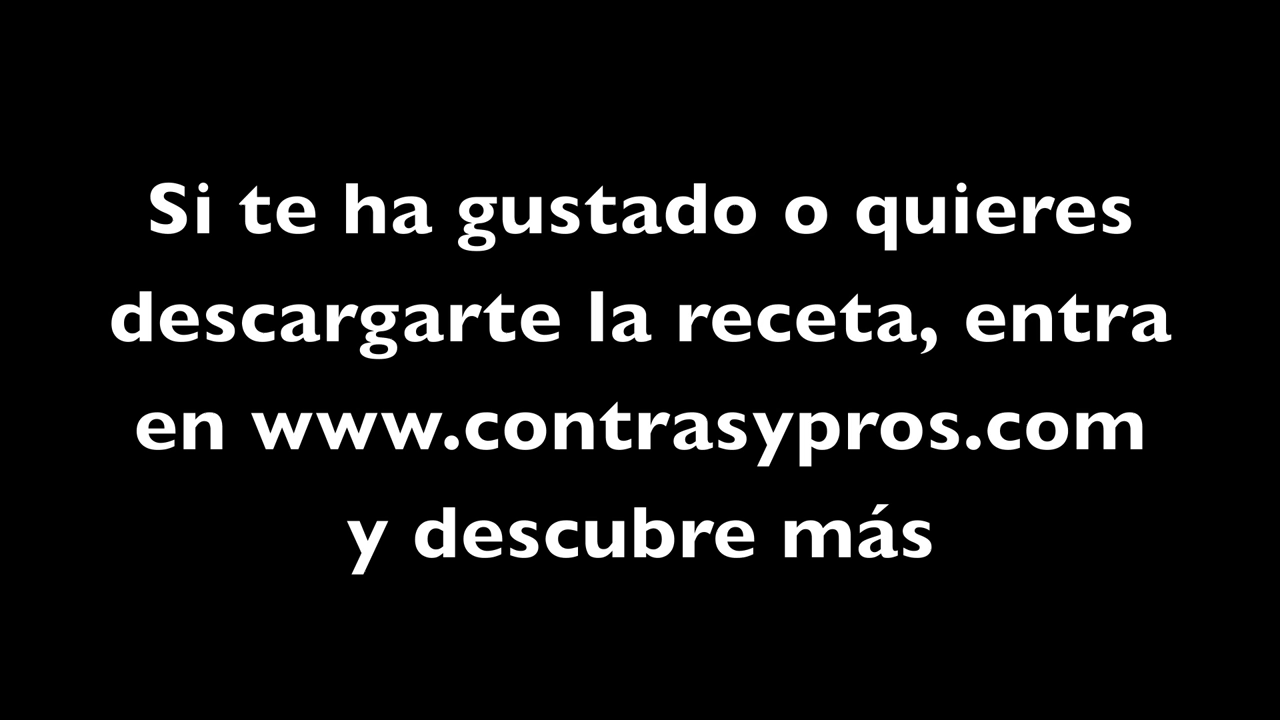 Si te ha gustado o quieres
descargarte la receta, entra
en www.contrasypros.com
y descubre más